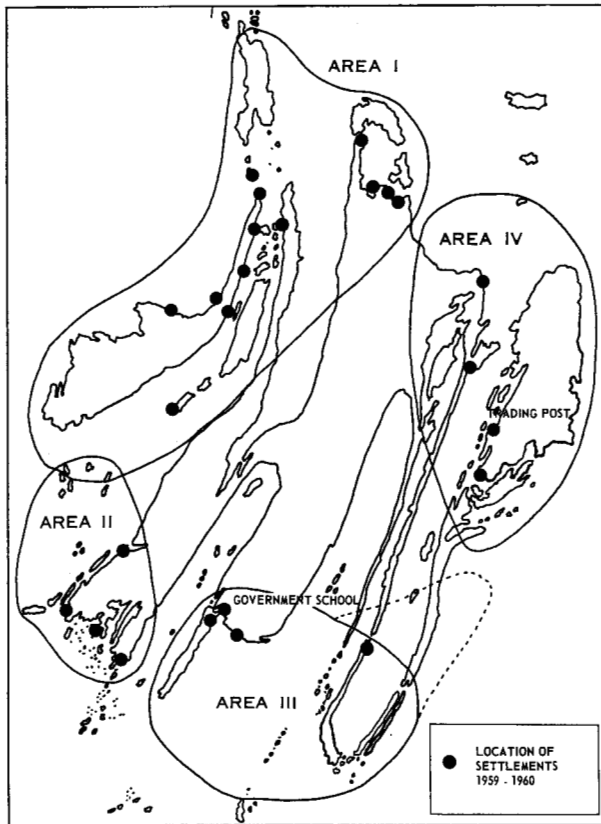 AREA I
AREA IV
TRADING POST
AREA II
GOVERNMENT SCHOOL
AREA III
LOCATION OF
SETTLEMENTS
1959 - 1960